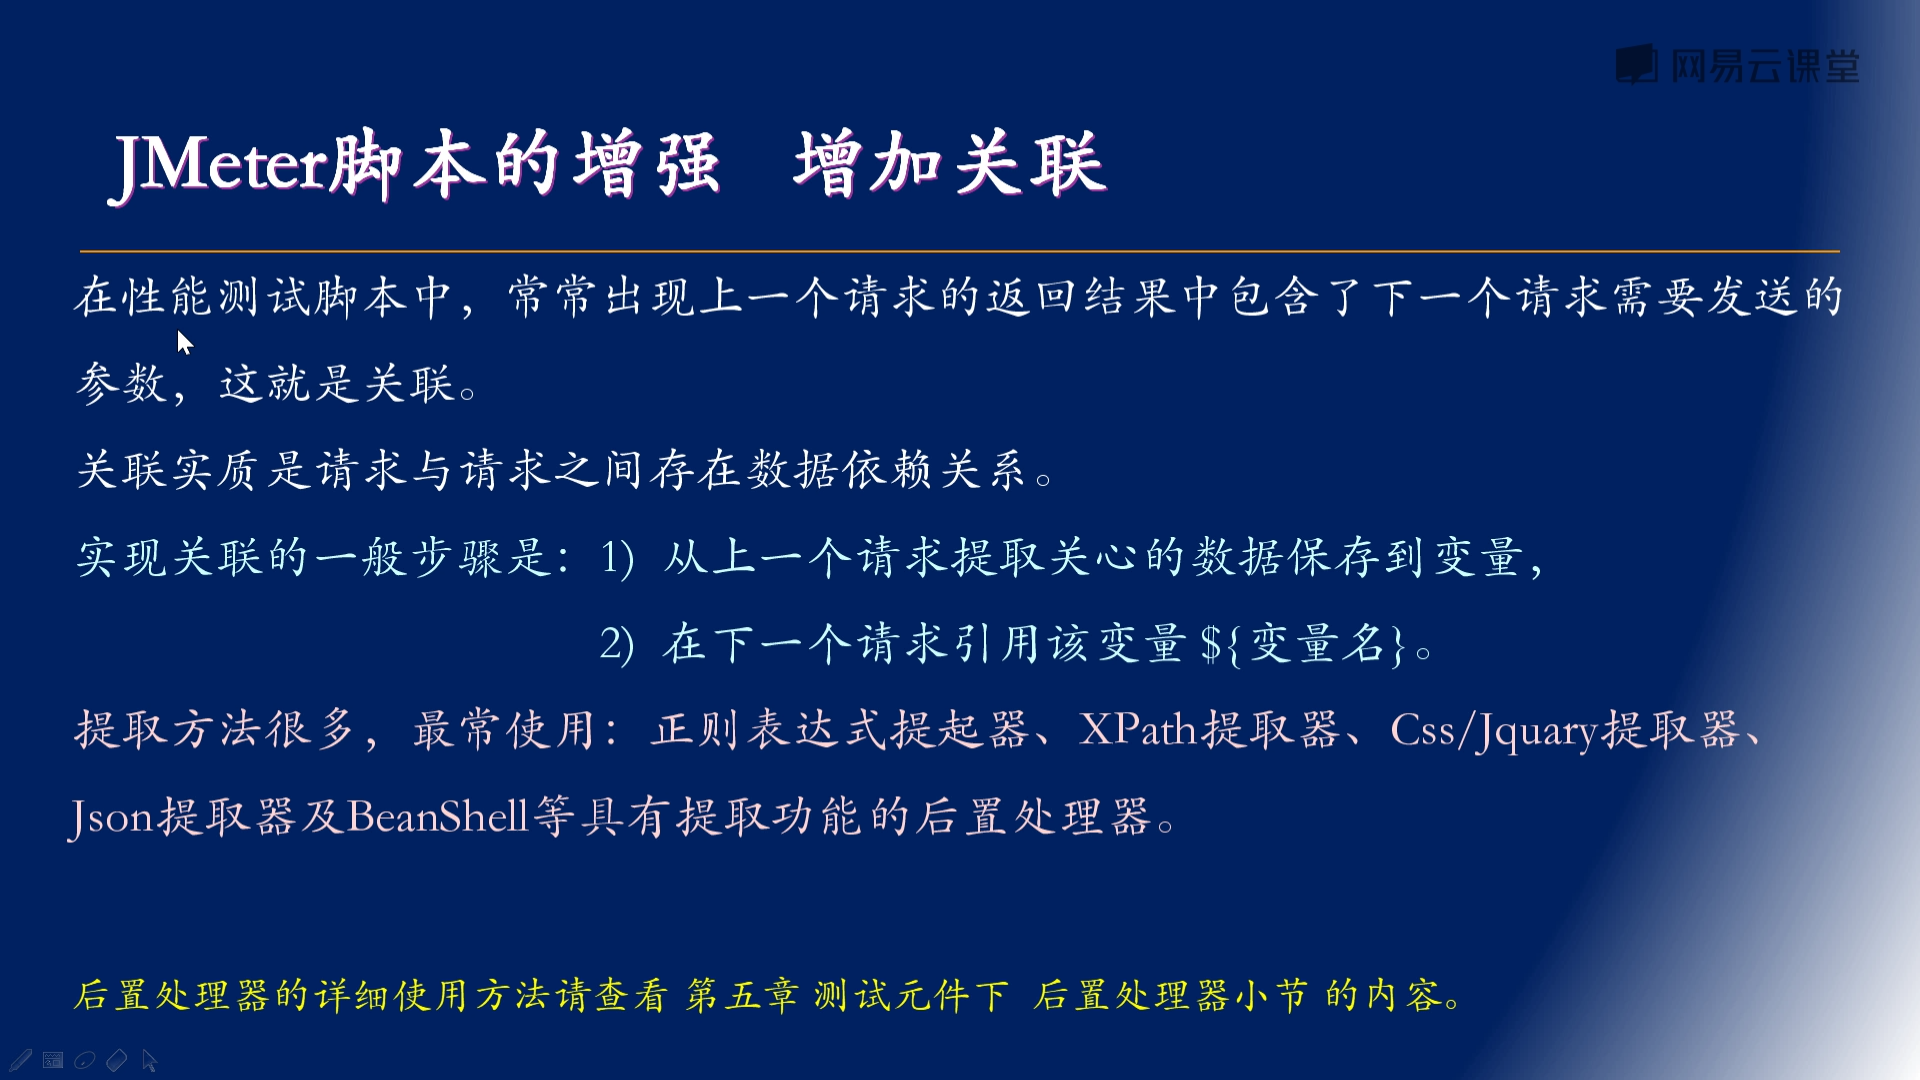 网易云课堂
JMeter脚本的增强 增加关联
在性能测试脚本中，常常出现上一个请求的返回结果中包含了下一个请求需要发送的
参数，这就是关联。
关联实质是请求与请求之间存在数据依赖关系。
实现关联的一般步骤是：1) 从上一个请求提取关心的数据保存到变量，
2) 在下一个请求引用该变量 ${变量名}。
提取方法很多，最常使用：正则表达式提起器、XPath提取器、Css/Jquary提取器、
Json提取器及BeanShell等具有提取功能的后置处理器。
后置处理器的详细使用方法请查看 第五章 测试元件下 后置处理器小节 的内容。